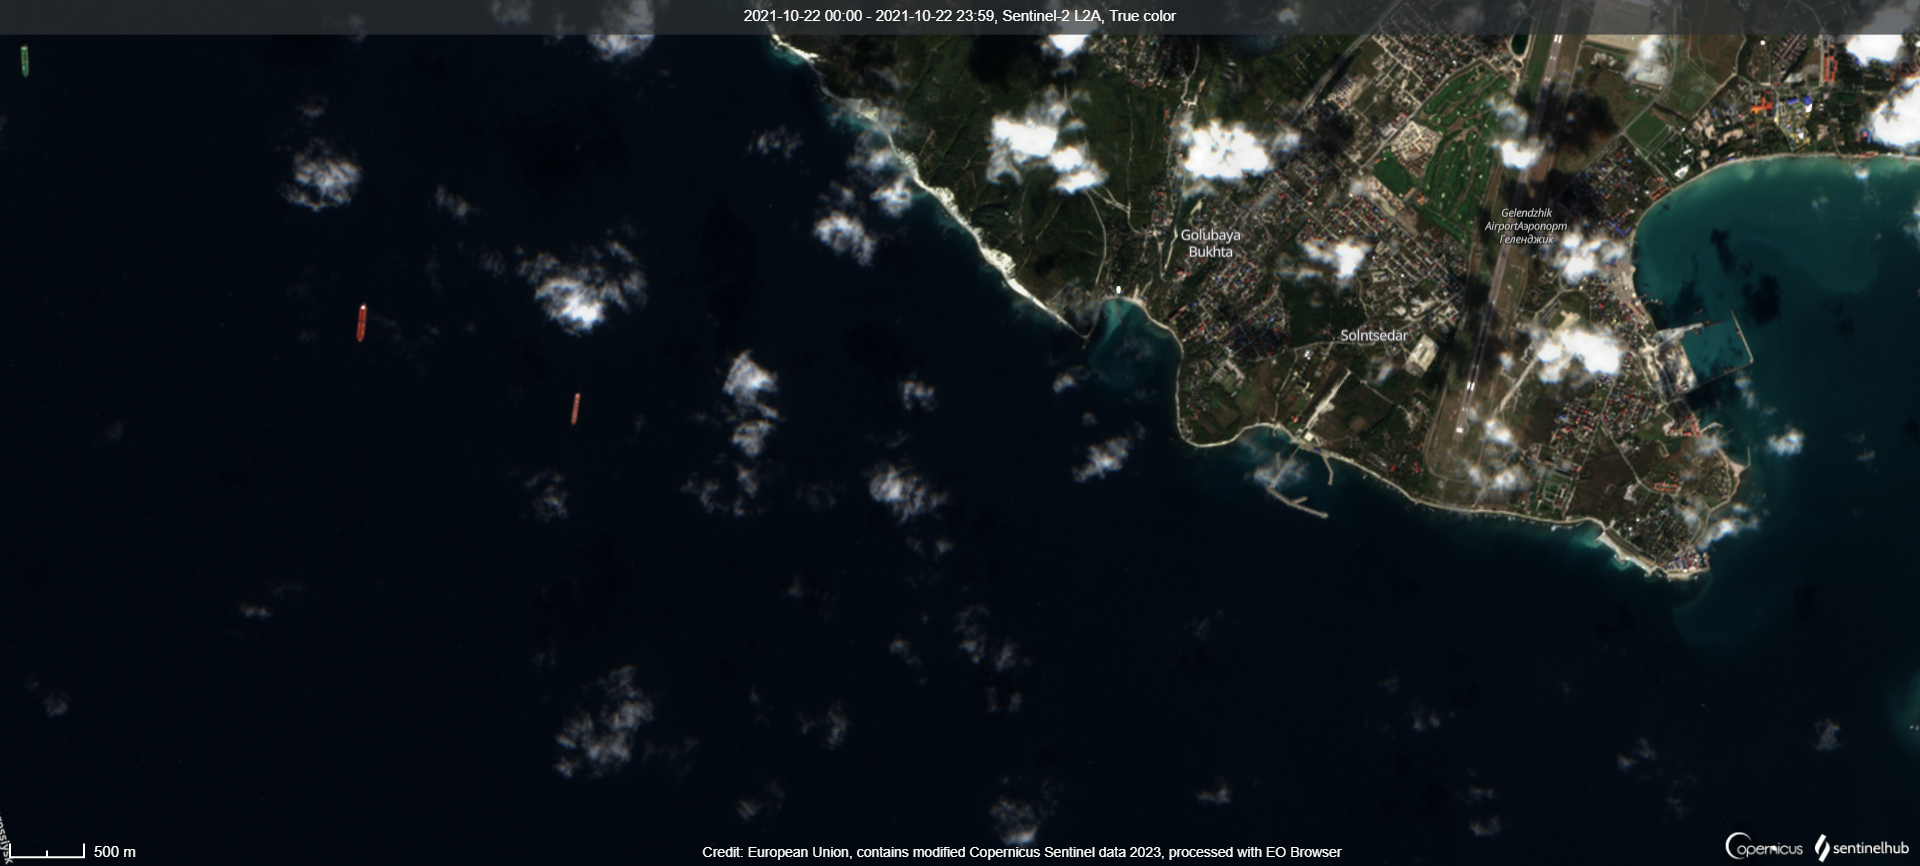 2021-10-22 00:00 - 2021-10-22 23:59, Sentinel-2 L2A, True color
Gelendzhik
AirportАэропорт
Геленджик
Golubaya
Bukhta
Solntsedar
500 m
Credit: European Union, contains modified Copernicus Sentinel data 2023, processed with EO Browser
Copernicus
sentinelhub